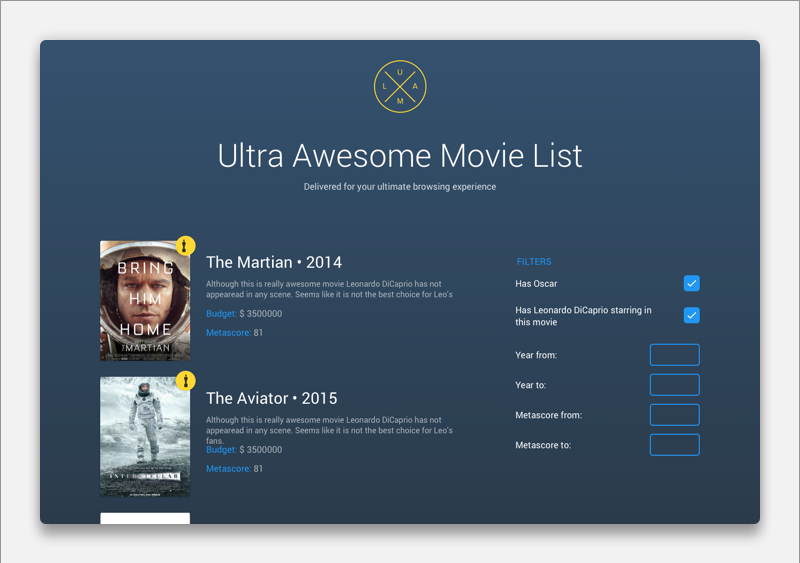 U
L A
M
Ultra Awesome Movie List
Delivered for your ultimate browsing experience
BRING
HIM
HOME
THE MARTIAN
The Martian • 2014
Although this is really awesome movie Leonardo DiCaprio has not
appearead in any scene. Seems like it is not the best choice for Leo's
Budget: $ 3500000
Metascore: 81
INTERSTELLAR
The Aviator • 2015
Although this is really awesome movie Leonardo DiCaprio has not
appearead in any scene. Seems like it is not the best choice for Leo's
fans.
Budget: $ 3500000
Metascore: 81
FILTERS
Has Oscar
Has Leonardo DiCaprio starring in
this movie
Year from:
Year to:
Metascore from:
Metascore to: